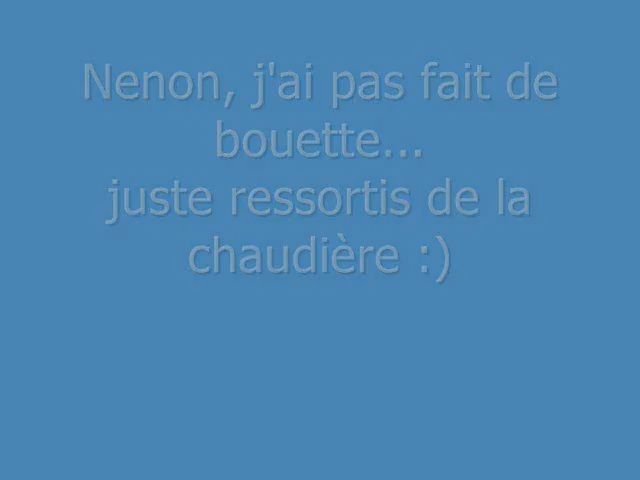 Nenon, j'ai pas fait de
bouette...
juste ressortis de la
chaudière :)